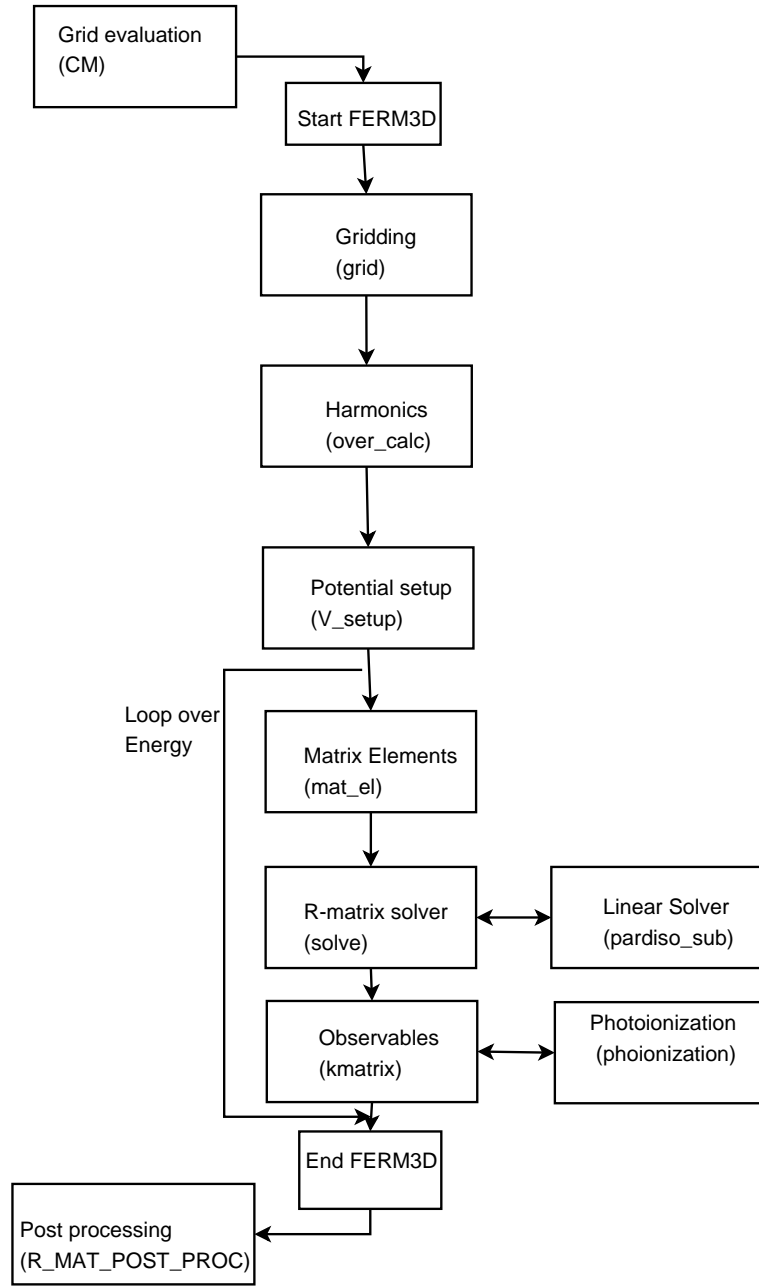 Grid evaluation
(CM)
Start FERM3D
Gridding
(grid)
Harmonics
(over_calc)
Potential setup
(V_setup)
Loop over
Energy
Matrix Elements
(mat_el)
R-matrix solver
(solve)
Linear Solver
(pardiso_sub)
Observables
(kmatrix)
Photoionization
(phoionization)
End FERM3D
Post processing
(R_MAT_POST_PROC)